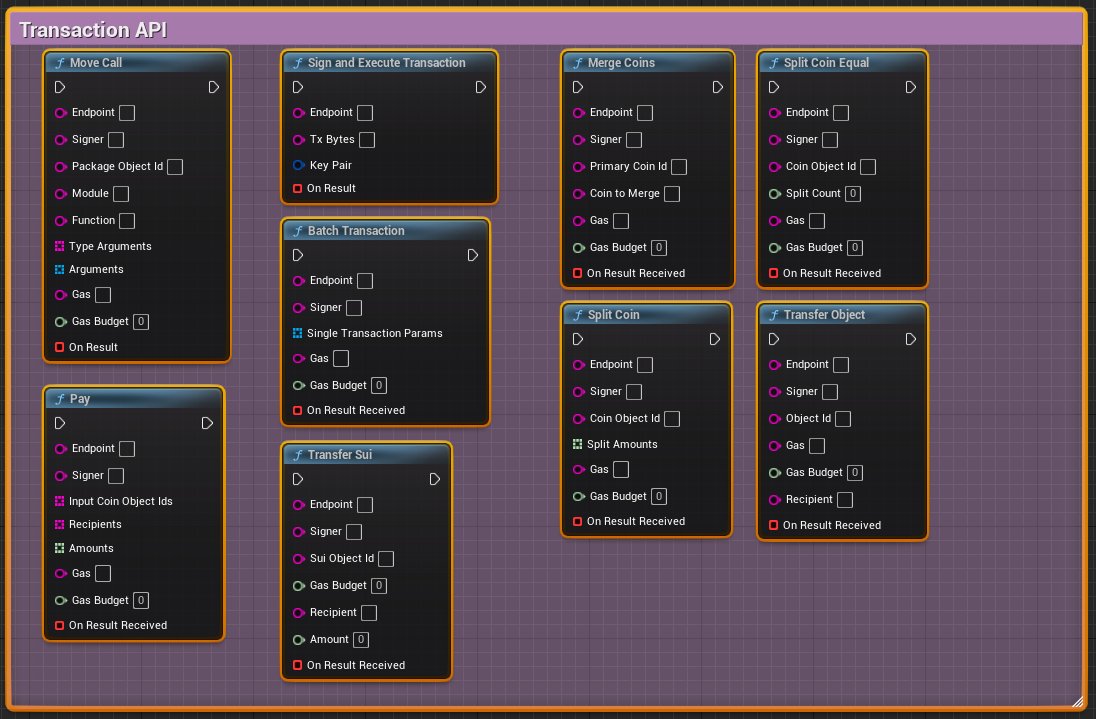 Transaction API
Move Call
Endpoint
Signer
Package Object Id
Module
Function
Type Arguments
Arguments
Gas
Gas Budget 0
On Result
Pay
Endpoint
Signer
Input Coin Object Ids
Recipients
Amounts
Gas
Gas Budget 0
On Result Received
Sign and Execute Transaction
Endpoint
Tx Bytes
Key Pair
On Result
Batch Transaction
Endpoint
Signer
Single Transaction Params
Gas
Gas Budget 0
On Result Received
Transfer Sui
Endpoint
Signer
Sui Object Id
Gas Budget 0
Recipient
Amount 0
On Result Received
Merge Coins
Endpoint
Signer
Primary Coin Id
Coin to Merge
Gas
Gas Budget 0
On Result Received
Split Coin
Endpoint
Signer
Coin Object Id
Split Amounts
Gas
Gas Budget 0
On Result Received
Split Coin Equal
Endpoint
Signer
Coin Object Id
Split Count 0
Gas
Gas Budget 0
On Result Received
Transfer Object
Endpoint
Signer
Object Id
Gas
Gas Budget 0
Recipient
On Result Received